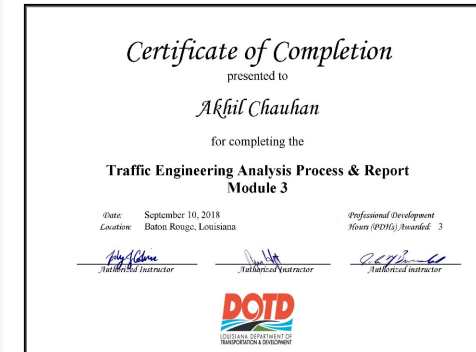 Certificate of Completion
presented to
Akhil Chauhan
for completing the
Traffic Engineering Analysis Process & Report
Module 3
Date: September 10, 2018
Location: Baton Rouge, Louisiana
Professional Development
Hours (PDHs) Awarded: 3
Authorized Instructor
Authorized instructor
Authorized instructor
DOTD
LOUISIANA DEPARTMENT OF
TRANSPORTATION & DEVELOPMENT